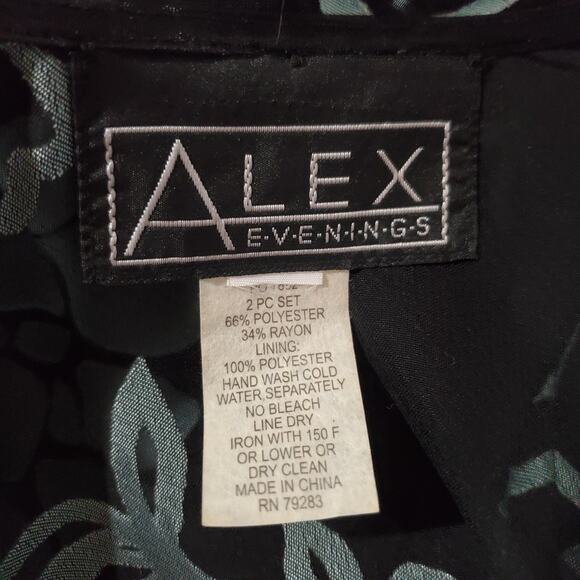 ALEX
E·V·E·N·I·N·G·S
2 PC SET
66% POLYESTER
34% RAYON
LINING:
100% POLYESTER
HAND WASH COLD
WATER,SEPARATELY
NO BLEACH
LINE DRY
IRON WITH 150 F
OR LOWER OR
DRY CLEAN
MADE IN CHINA
RN 79283